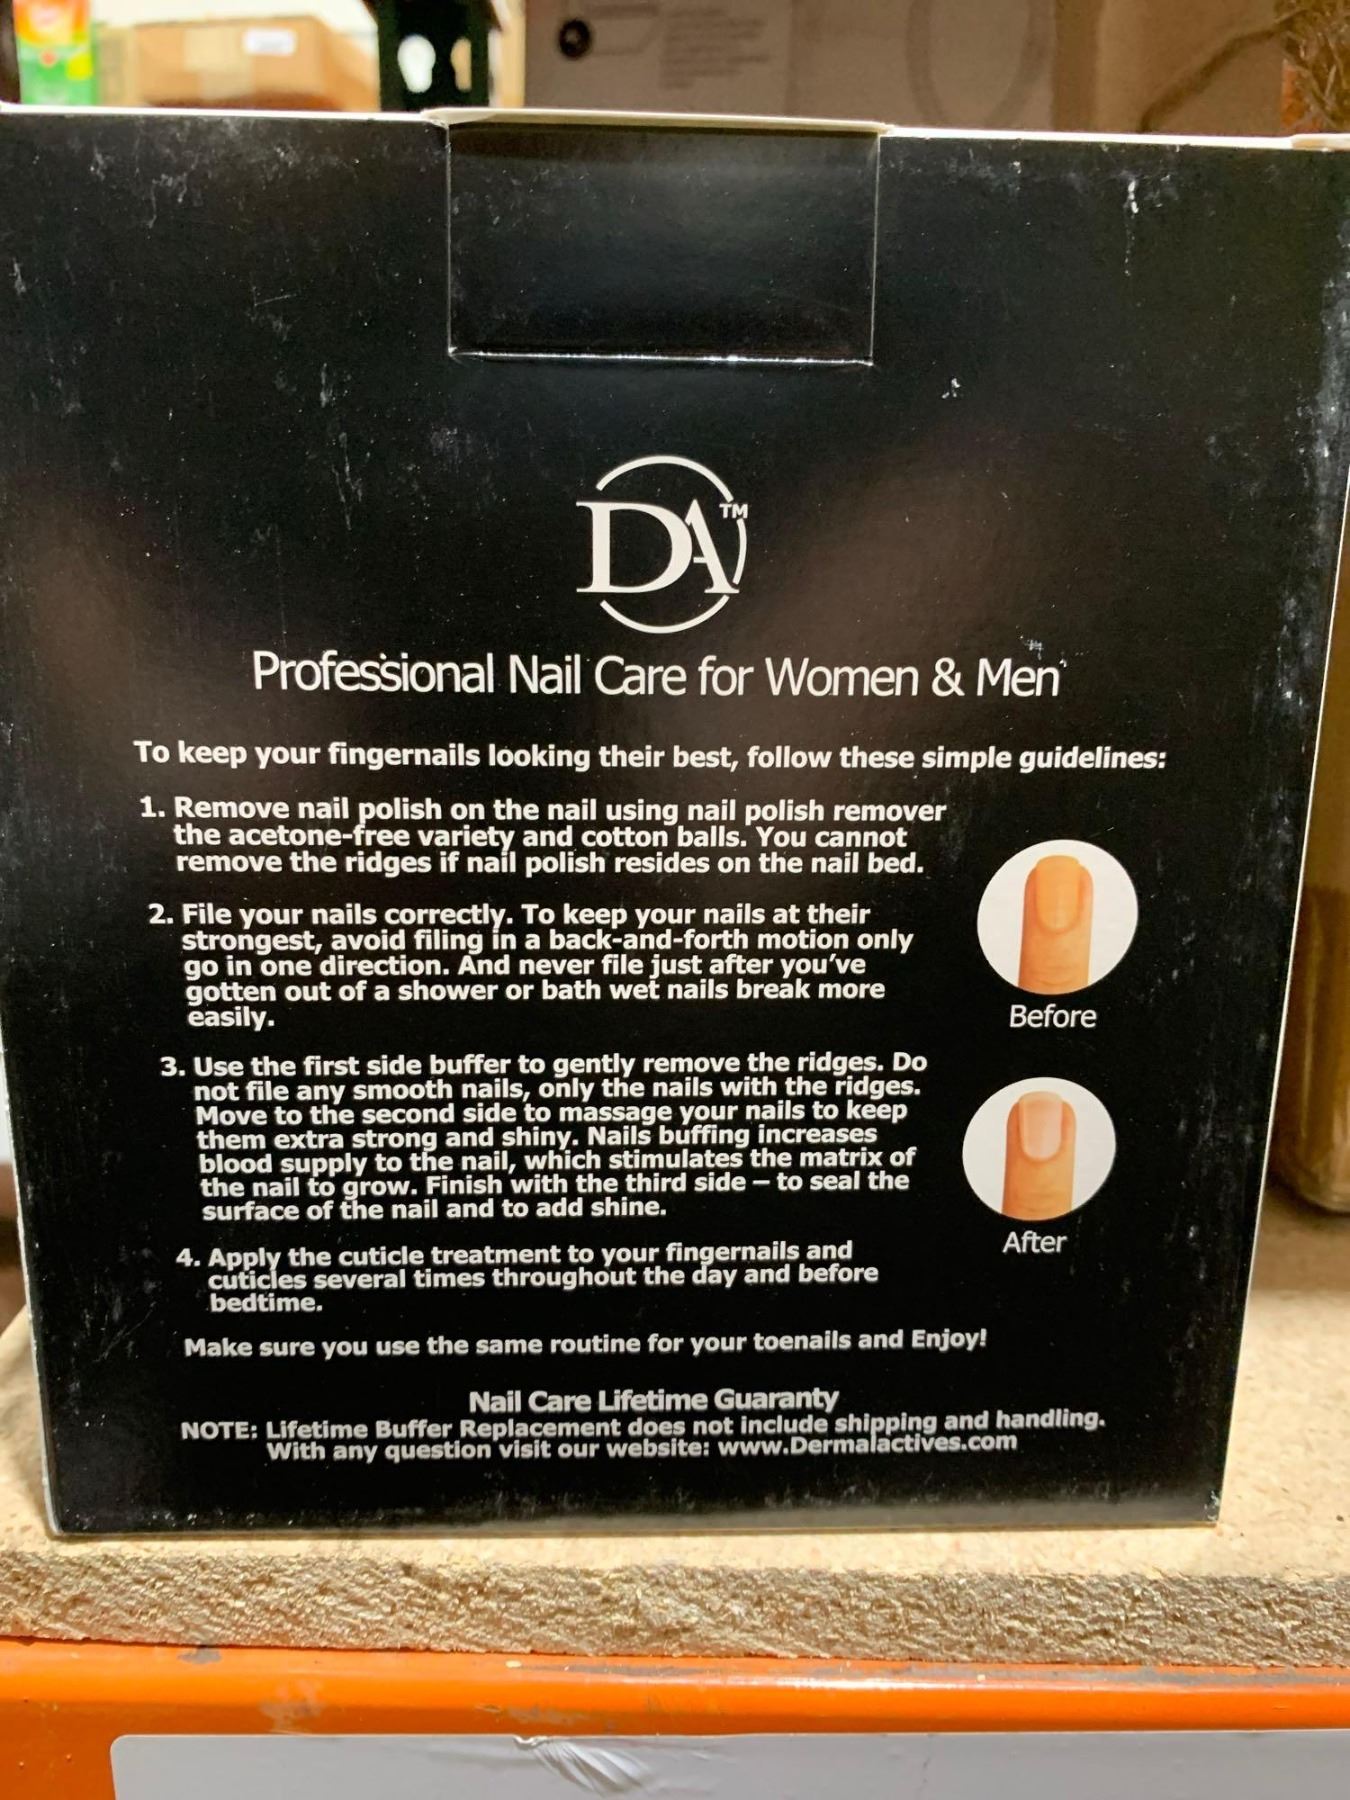 DA™
Professional Nail Care for Women & Men
To keep your fingernails looking their best, follow these simple guidelines:
1. Remove nail polish on the nail using nail polish remover
the acetone-free variety and cotton balls. You cannot
remove the ridges if nail polish resides on the nail bed.
2. File your nails correctly. To keep your nails at their
strongest, avoid filing in a back-and-forth motion only
go in one direction. And never file just after you've
gotten out of a shower or bath wet nails break more
easily.
Before
3. Use the first side buffer to gently remove the ridges. Do
not file any smooth nails, only the nails with the ridges.
Move to the second side to massage your nails to keep
them extra strong and shiny. Nails buffing increases
blood supply to the nail, which stimulates the matrix of
the nail to grow. Finish with the third side – to seal the
surface of the nail and to add shine.
After
4. Apply the cuticle treatment to your fingernails and
cuticles several times throughout the day and before
bedtime.
Make sure you use the same routine for your toenails and Enjoy!
Nail Care Lifetime Guaranty
NOTE: Lifetime Buffer Replacement does not include shipping and handling.
With any question visit our website: www.Dermalactives.com